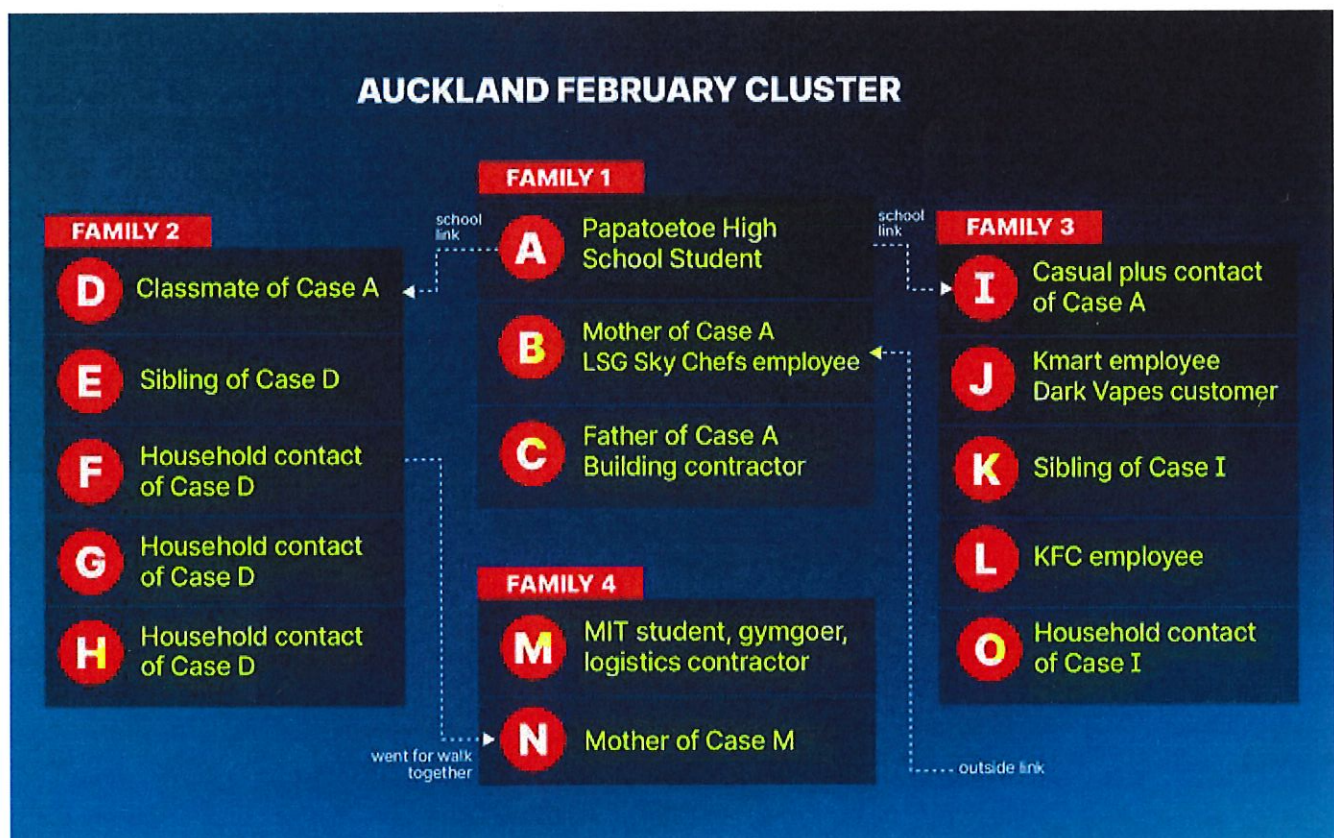 AUCKLAND FEBRUARY CLUSTER
FAMILY 2
D
Classmate of Case A
E
Sibling of Case D
F
Household contact
of Case D
G
Household contact
of Case D
H
Household contact
of Case D
school
link
FAMILY 1
A
Papatoetoe High
School Student
B
Mother of Case A
LSG Sky Chefs employee
C
Father of Case A
Building contractor
school
link
FAMILY 3
I
Casual plus contact
of Case A
J
Kmart employee
Dark Vapes customer
K
Sibling of Case I
L
KFC employee
O
Household contact
of Case I
FAMILY 4
M
MIT student, gymgoer,
logistics contractor
N
Mother of Case M
went for walk
together
outside link